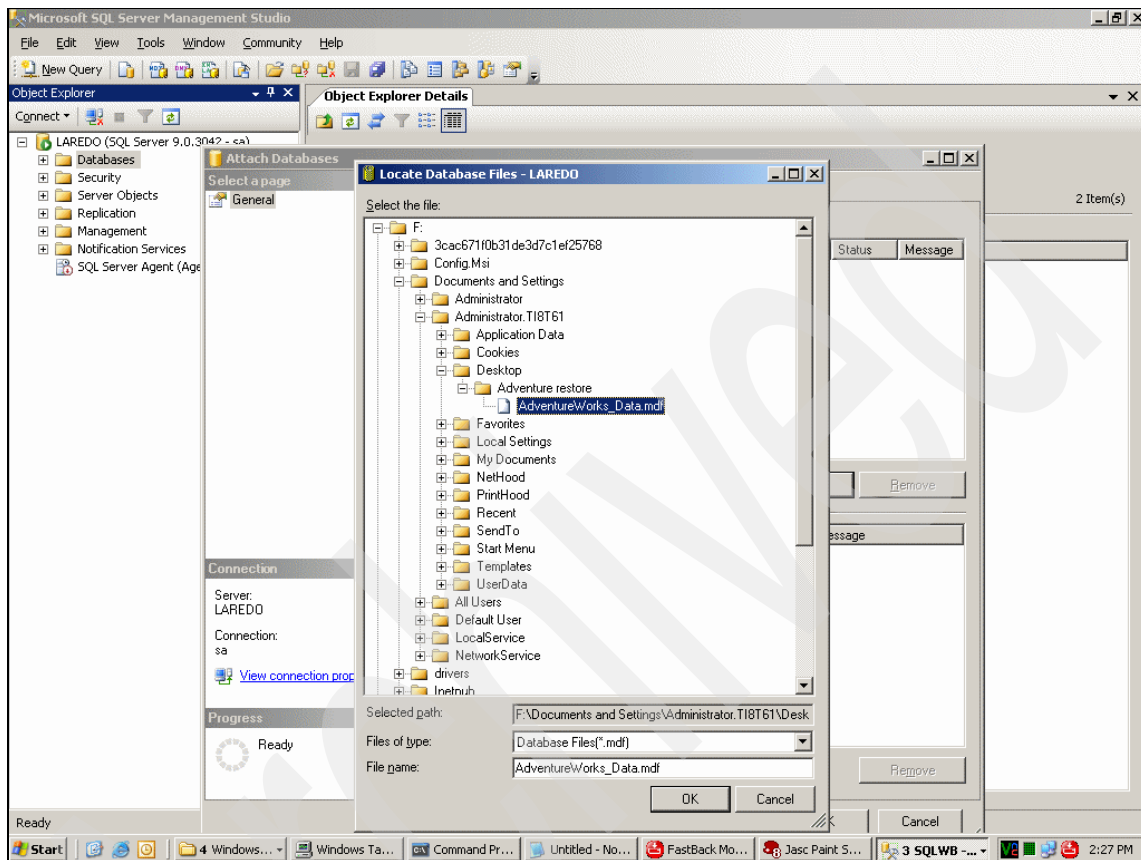 Microsoft SQL Server Management Studio
File Edit View Tools Window Community Help
New Query
Object Explorer
Object Explorer Details
Connect
2 Item(s)
LAREDO (SQL Server 9.0.3042 - sa)
Databases
Security
Server Objects
Replication
Management
Notification Services
SQL Server Agent (Age
Attach Databases
Select a page
General
Status Message
Remove
essage
Remove
Connection
Server:
LAREDO
Connection:
sa
View connection prop
Progress
Ready
Cancel
Locate Database Files - LAREDO
Select the file:
F:
3cac671f0b31de3d7c1ef25768
Config.Msi
Documents and Settings
Administrator
Administrator.TI8T61
Application Data
Cookies
Desktop
Adventure restore
AdventureWorks_Data.mdf
Favorites
Local Settings
My Documents
NetHood
PrintHood
Recent
SendTo
Start Menu
Templates
UserData
All Users
Default User
LocalService
NetworkService
drivers
Inetpub
Selected path: F:\Documents and Settings\Administrator.TI8T61\Desk
Files of type: Database Files(*.mdf)
File name: AdventureWorks_Data.mdf
OK Cancel
Ready
Start 4 Windows... Windows Ta... Command Pr... Untitled - No... FastBack Mo... Jasc Paint S... 3 SQLWB -... 2:27 PM